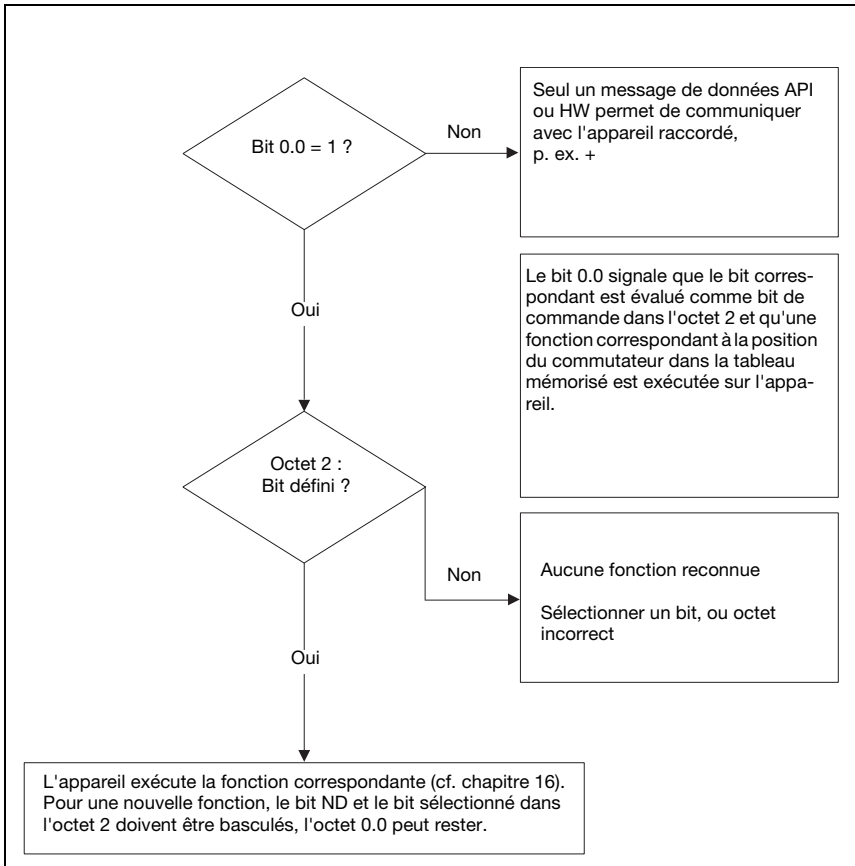 Bit 0.0 = 1 ?
Non
Seul un message de données API
ou HW permet de communiquer
avec l'appareil raccordé,
p. ex. +
Oui
Le bit 0.0 signale que le bit corres-
pondant est évalué comme bit de
commande dans l'octet 2 et qu'une
fonction correspondant à la position
du commutateur dans la tableau
mémorisé est exécutée sur l'appa-
reil.
Octet 2 :
Bit défini ?
Non
Aucune fonction reconnue
Sélectionner un bit, ou octet
incorrect
Oui
L'appareil exécute la fonction correspondante (cf. chapitre 16).
Pour une nouvelle fonction, le bit ND et le bit sélectionné dans
l'octet 2 doivent être basculés, l'octet 0.0 peut rester.